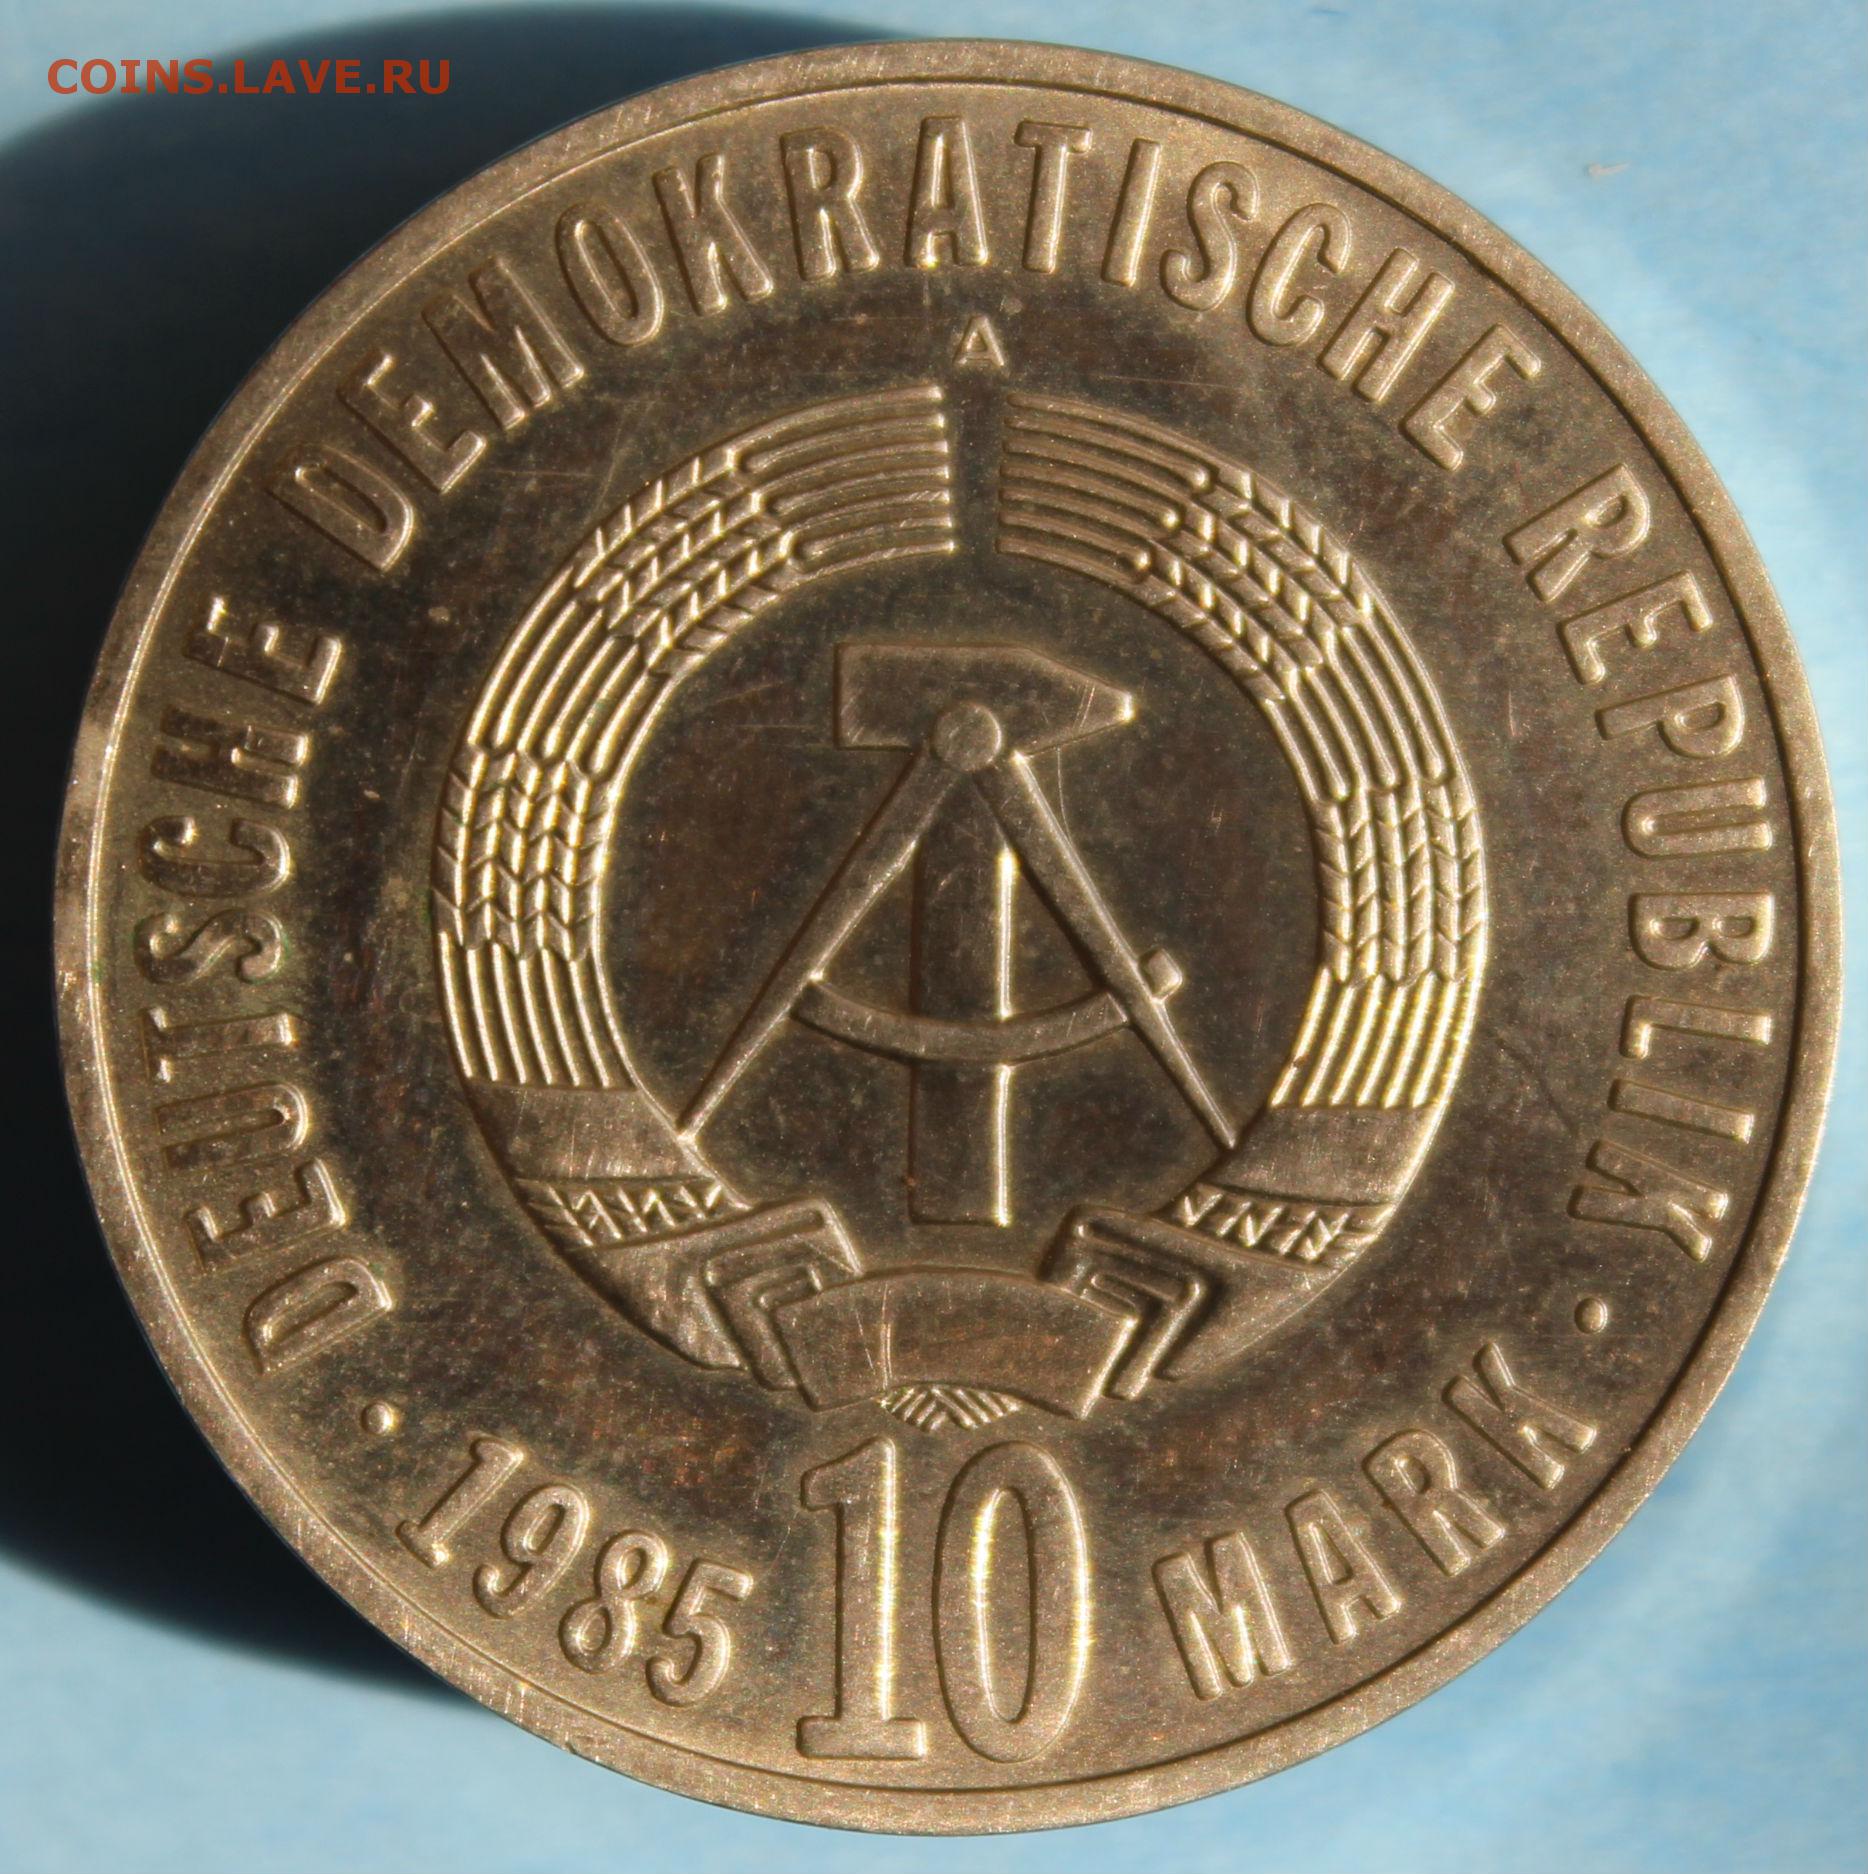 COINS.LAVE.RU
DEUTSCHE DEMOKRATISCHE REPUBLIK
A
· 1985 10 MARK ·